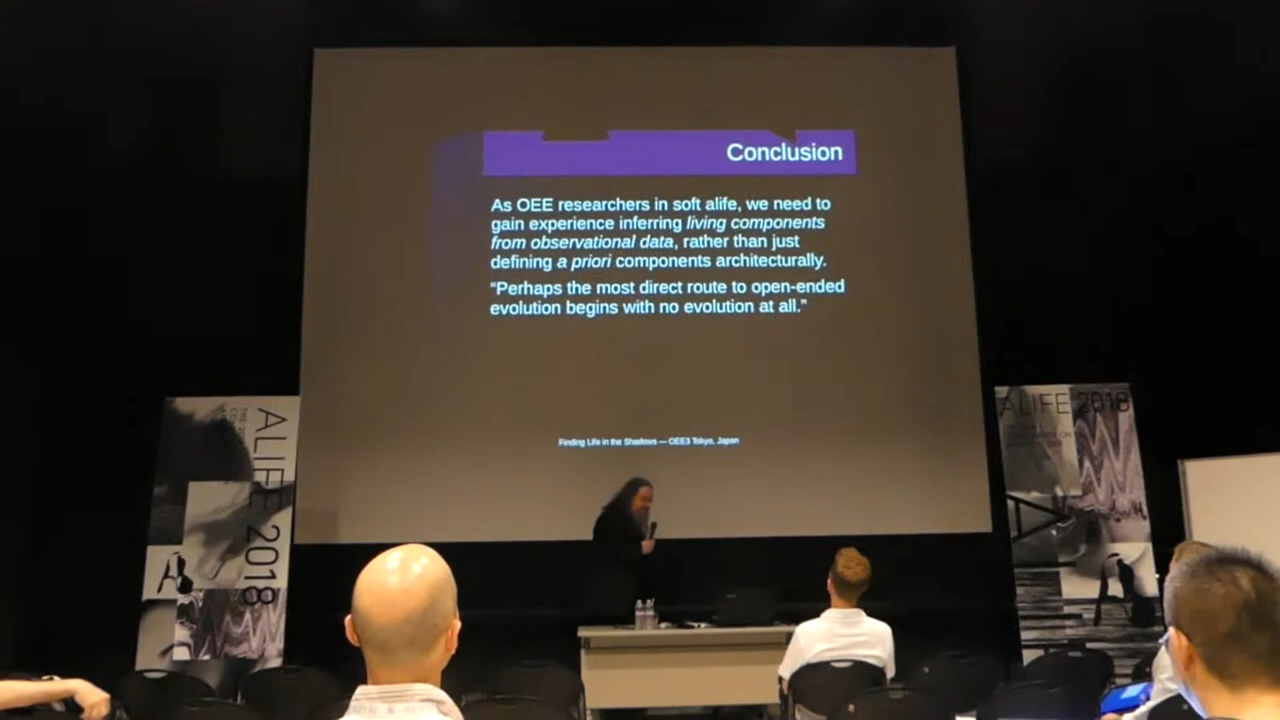 Conclusion
As OEE researchers in soft alife, we need to
gain experience inferring living components
from observational data, rather than just
defining a priori components architecturally.
“Perhaps the most direct route to open-ended
evolution begins with no evolution at all.”
Finding Life in the Shadows — OEE3 Tokyo, Japan
ALIFE 2018
ALIFE 2018